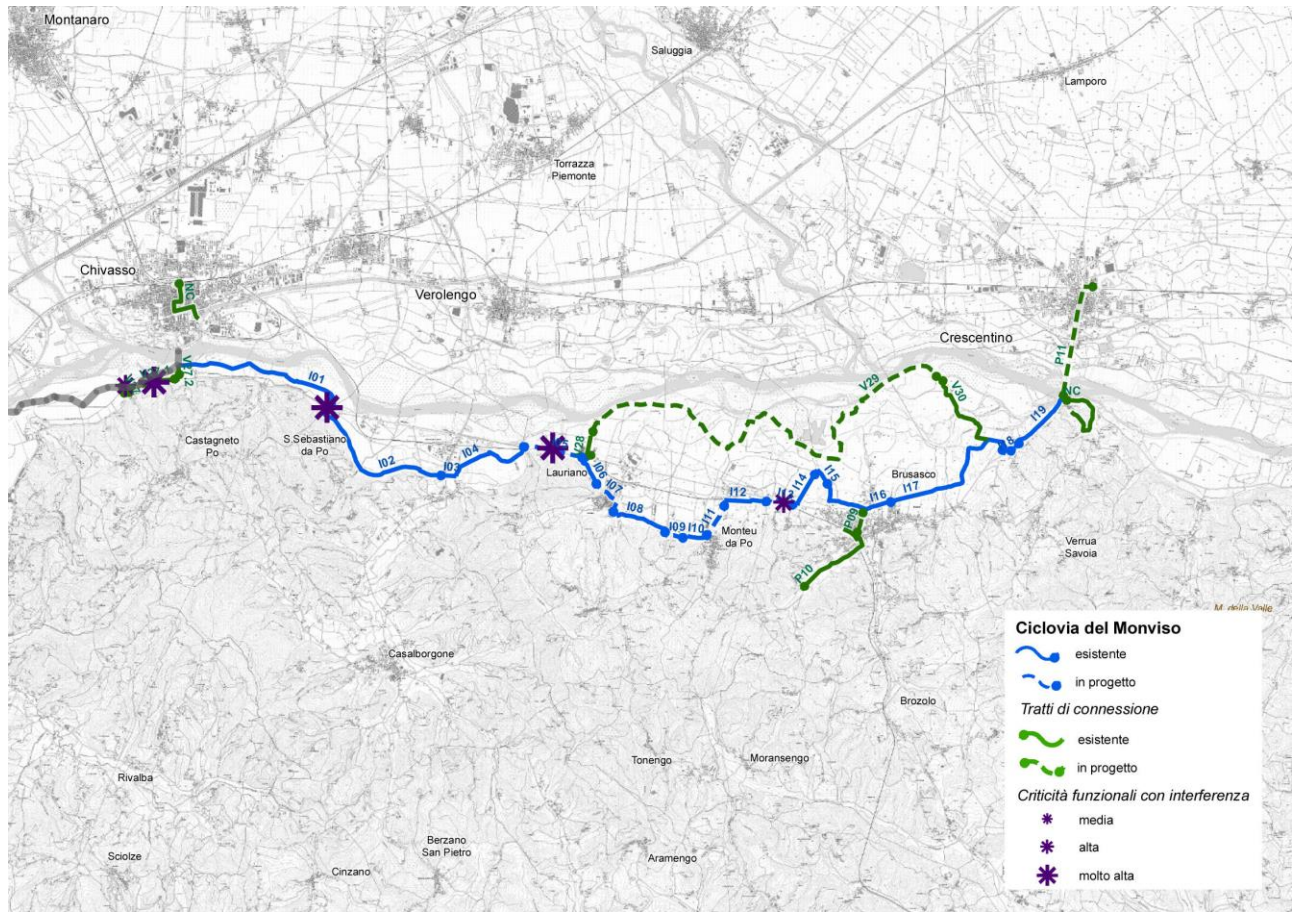 Montanaro
Saluggia
Lamporo
Torrazza
Piemonte
Chivasso
NC
Verolengo
Crescentino
P11
V27.2
I01
V29
V30
NC
I19
Castagneto
Po
S.Sebastiano
da Po
I02
I03
I04
V28
Lauriano
I06
I07
I08
I09
I10
I11
I12
I14
I15
Brusasco
I16
I17
P09
P10
Monteu
da Po
Verrua
Savoia
M. della Valle
Casalborgone
Brozolo
Tonengo
Moransengo
Rivalba
Berzano
San Pietro
Aramengo
Sciolze
Cinzano
Ciclovia del Monviso
esistente
in progetto
Tratti di connessione
esistente
in progetto
Criticità funzionali con interferenza
media
alta
molto alta